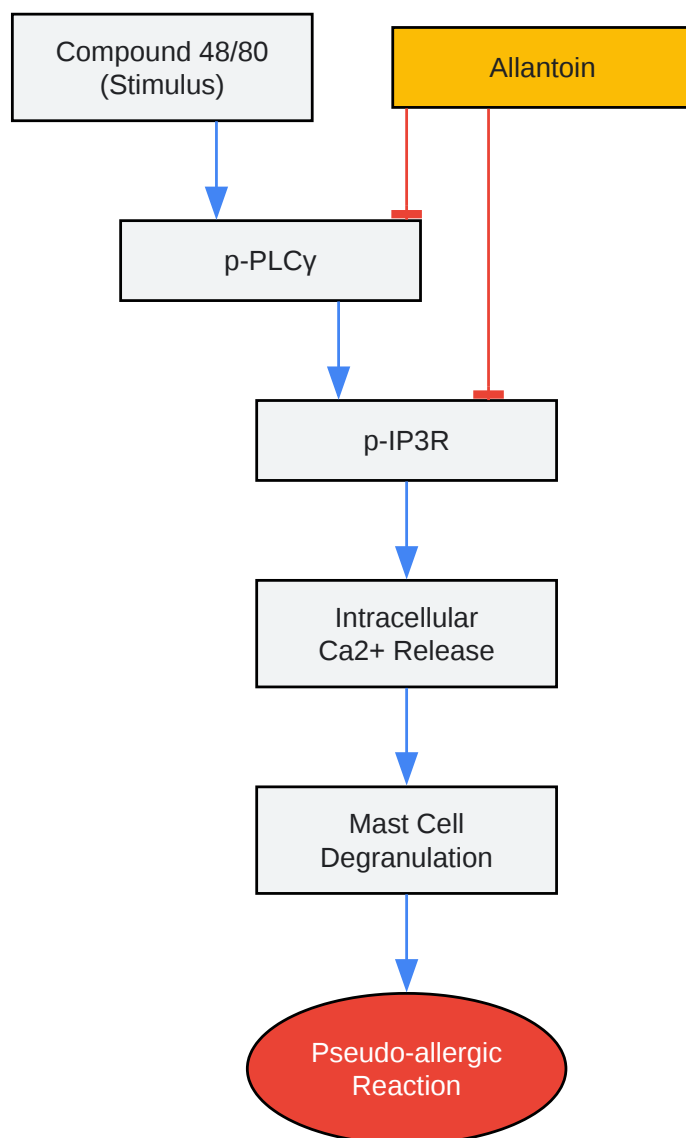 Compound 48/80
(Stimulus)
Allantoin
p-PLCγ
p-IP3R
Intracellular
Ca2+ Release
Mast Cell
Degranulation
Pseudo-allergic
Reaction